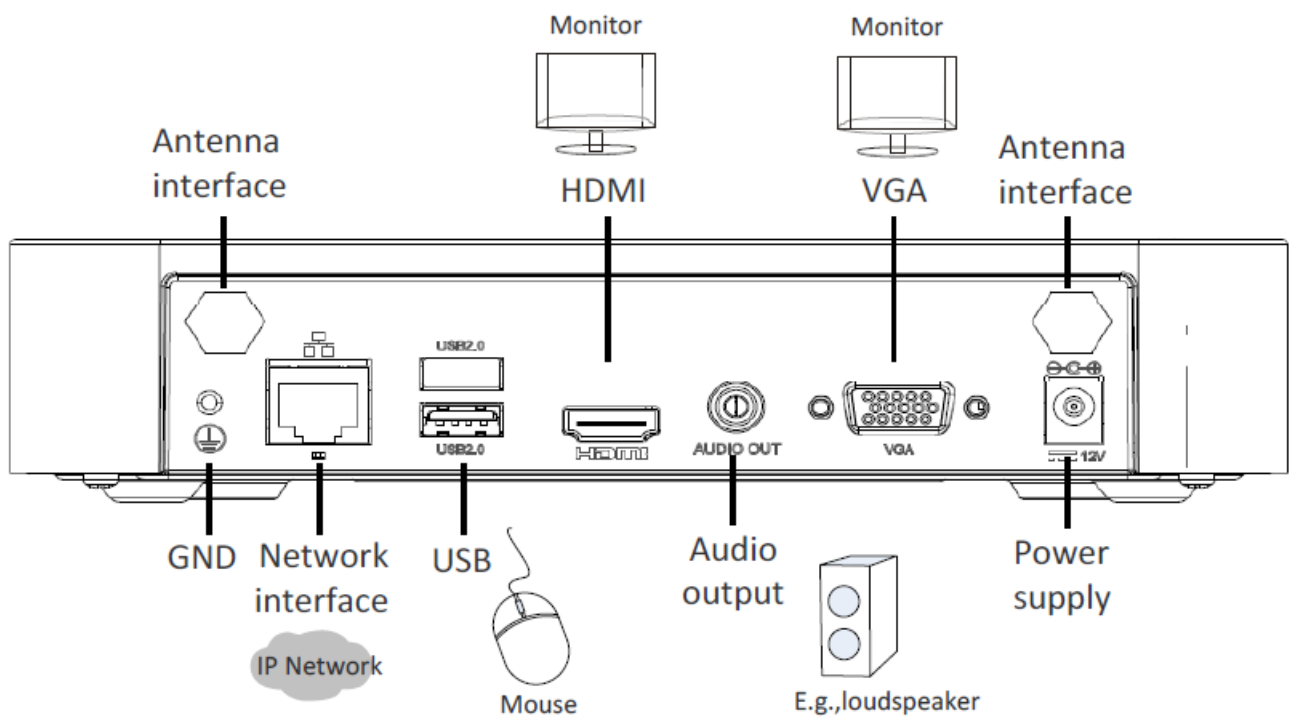 Monitor
Monitor
Antenna
interface
HDMI
VGA
Antenna
interface
USB2.0
USB2.0
HDMI
AUDIO OUT
VGA
12V
GND
Network
interface
IP Network
USB
Mouse
Audio
output
E.g.,loudspeaker
Power
supply